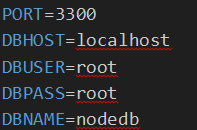 PORT=3300
DBHOST=localhost
DBUSER=root
DBPASS=root
DBNAME=nodedb